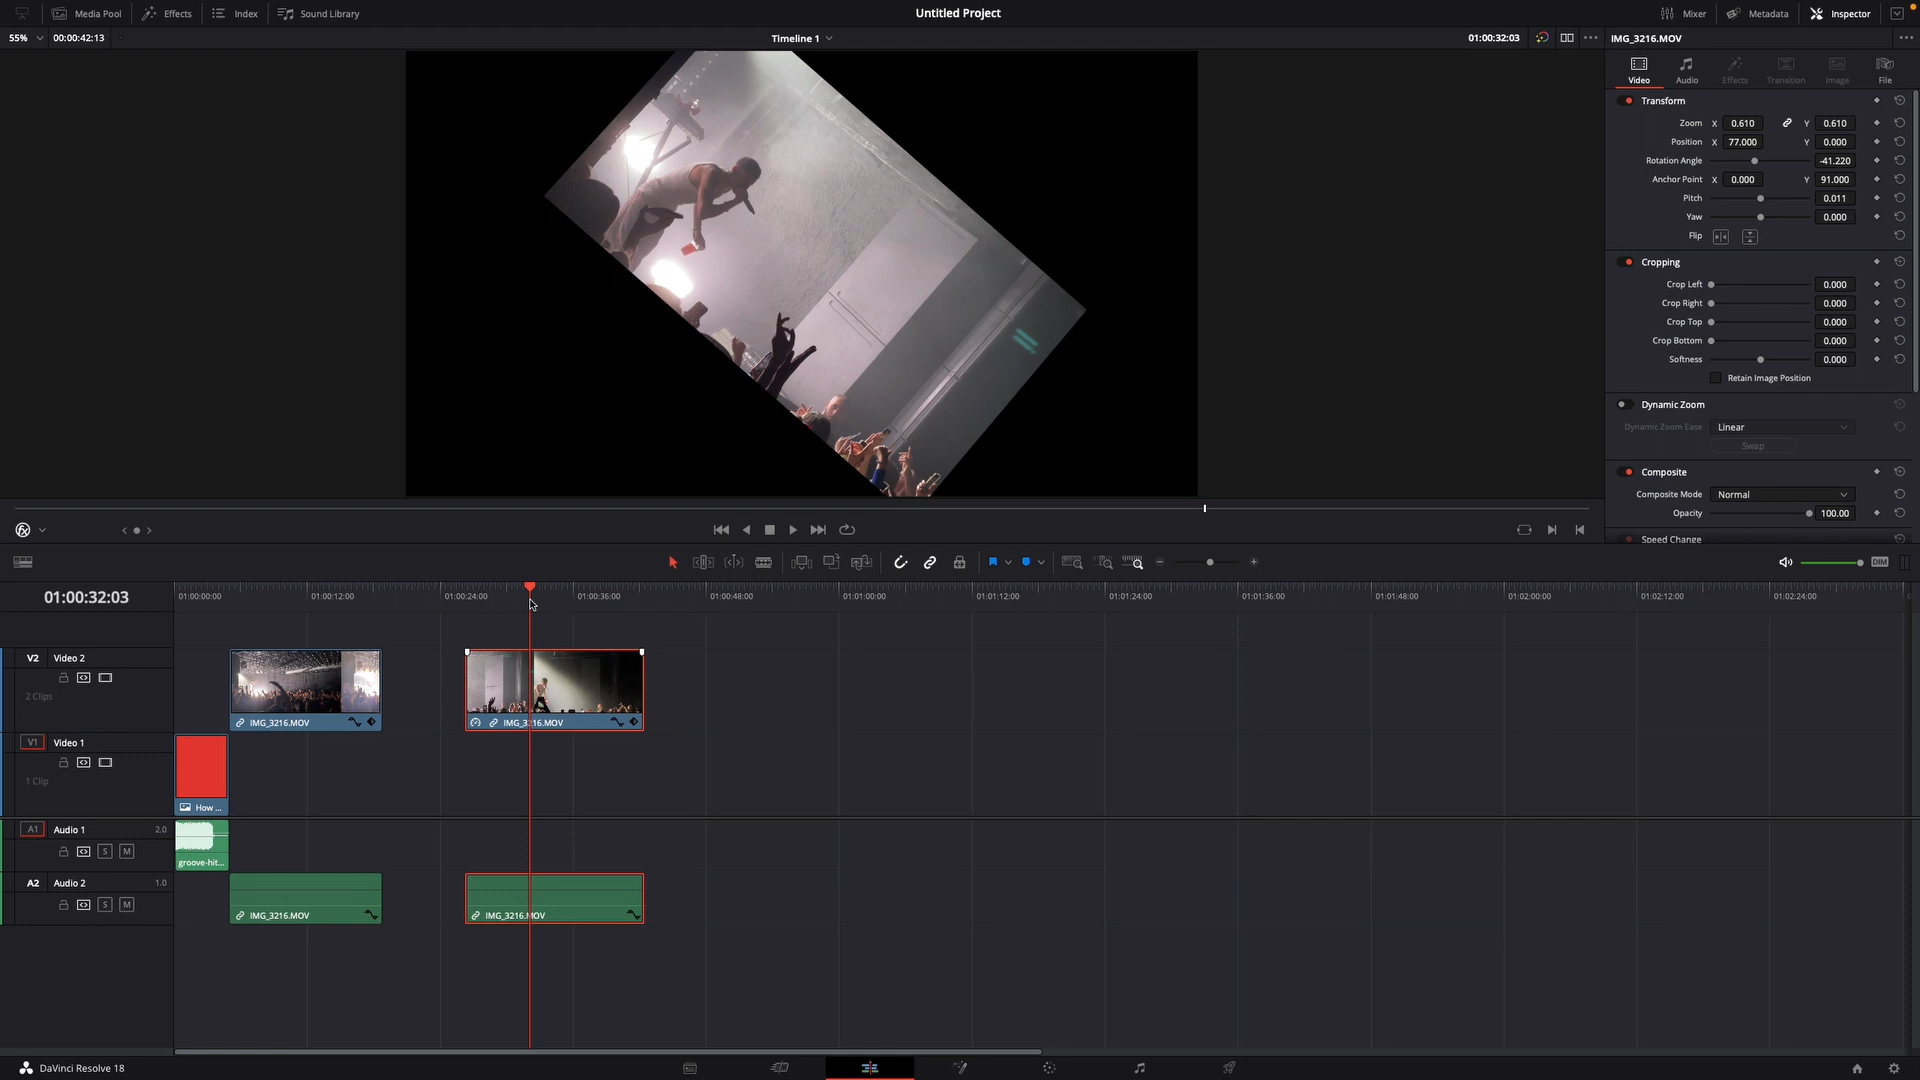 Media Pool Effects Index Sound Library Untitled Project Mixer Metadata Inspector
55% 00:00:42:13 Timeline 1 01:00:32:03 IMG_3216.MOV
Video Audio Effects Transition Image File
Transform
Zoom X 0.610 Y 0.610
Position X 77.000 Y 0.000
Rotation Angle -41.220
Anchor Point X 0.000 Y 91.000
Pitch 0.011
Yaw 0.000
Flip
Cropping
Crop Left 0.000
Crop Right 0.000
Crop Top 0.000
Crop Bottom 0.000
Softness 0.000
Retain Image Position
Dynamic Zoom
Dynamic Zoom Ease Linear
Swap
Composite
Composite Mode Normal
Opacity 100.00
Speed Change
DIM
01:00:32:03 01:00:00:00 01:00:12:00 01:00:24:00 01:00:36:00 01:00:48:00 01:01:00:00 01:01:12:00 01:01:24:00 01:01:36:00 01:01:48:00 01:02:00:00 01:02:12:00 01:02:24:00
V2 Video 2
2 Clips
IMG_3216.MOV IMG_3216.MOV
V1 Video 1
1 Clip
How ...
A1 Audio 1 2.0
S M
groove-hit...
A2 Audio 2 1.0
S M
IMG_3216.MOV IMG_3216.MOV
DaVinci Resolve 18